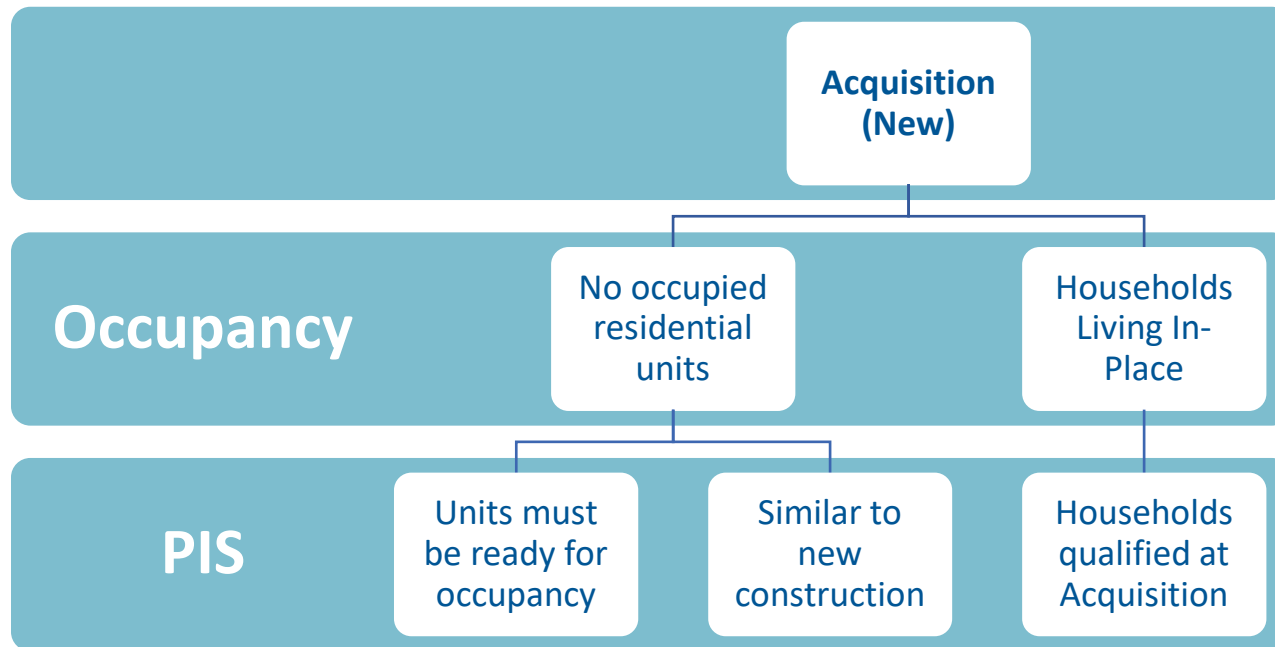 Acquisition
(New)
Occupancy
No occupied
residential
units
Households
Living In-
Place
PIS
Units must
be ready for
occupancy
Similar to
new
construction
Households
qualified at
Acquisition